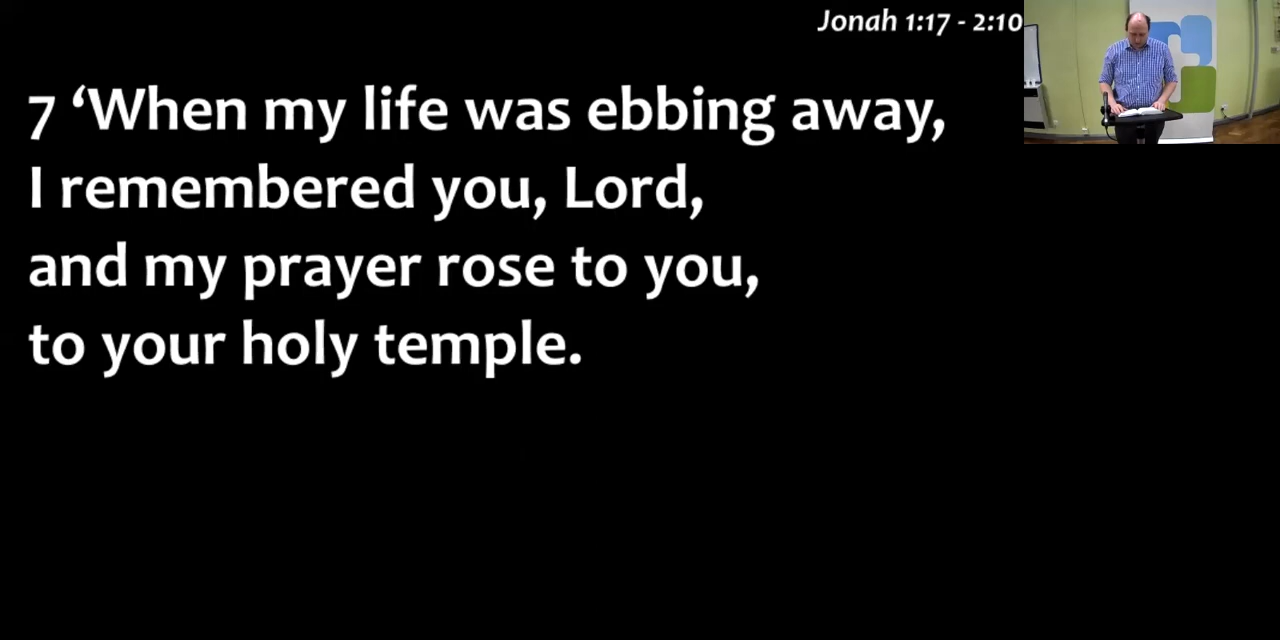 Jonah 1:17 - 2:10
7 ‘When my life was ebbing away,
I remembered you, Lord,
and my prayer rose to you,
to your holy temple.